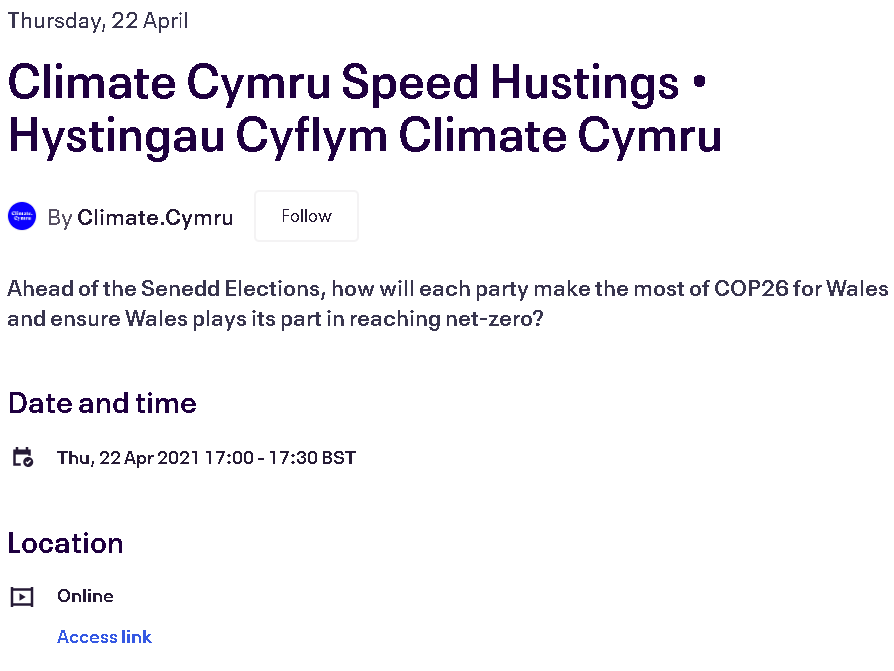 Thursday, 22 April
Climate Cymru Speed Hustings •
Hystingau Cyflym Climate Cymru
Climate.
Cymru
By Climate.Cymru
Follow
Ahead of the Senedd Elections, how will each party make the most of COP26 for Wales
and ensure Wales plays its part in reaching net-zero?
Date and time
Thu, 22 Apr 2021 17:00 - 17:30 BST
Location
Online
Access link